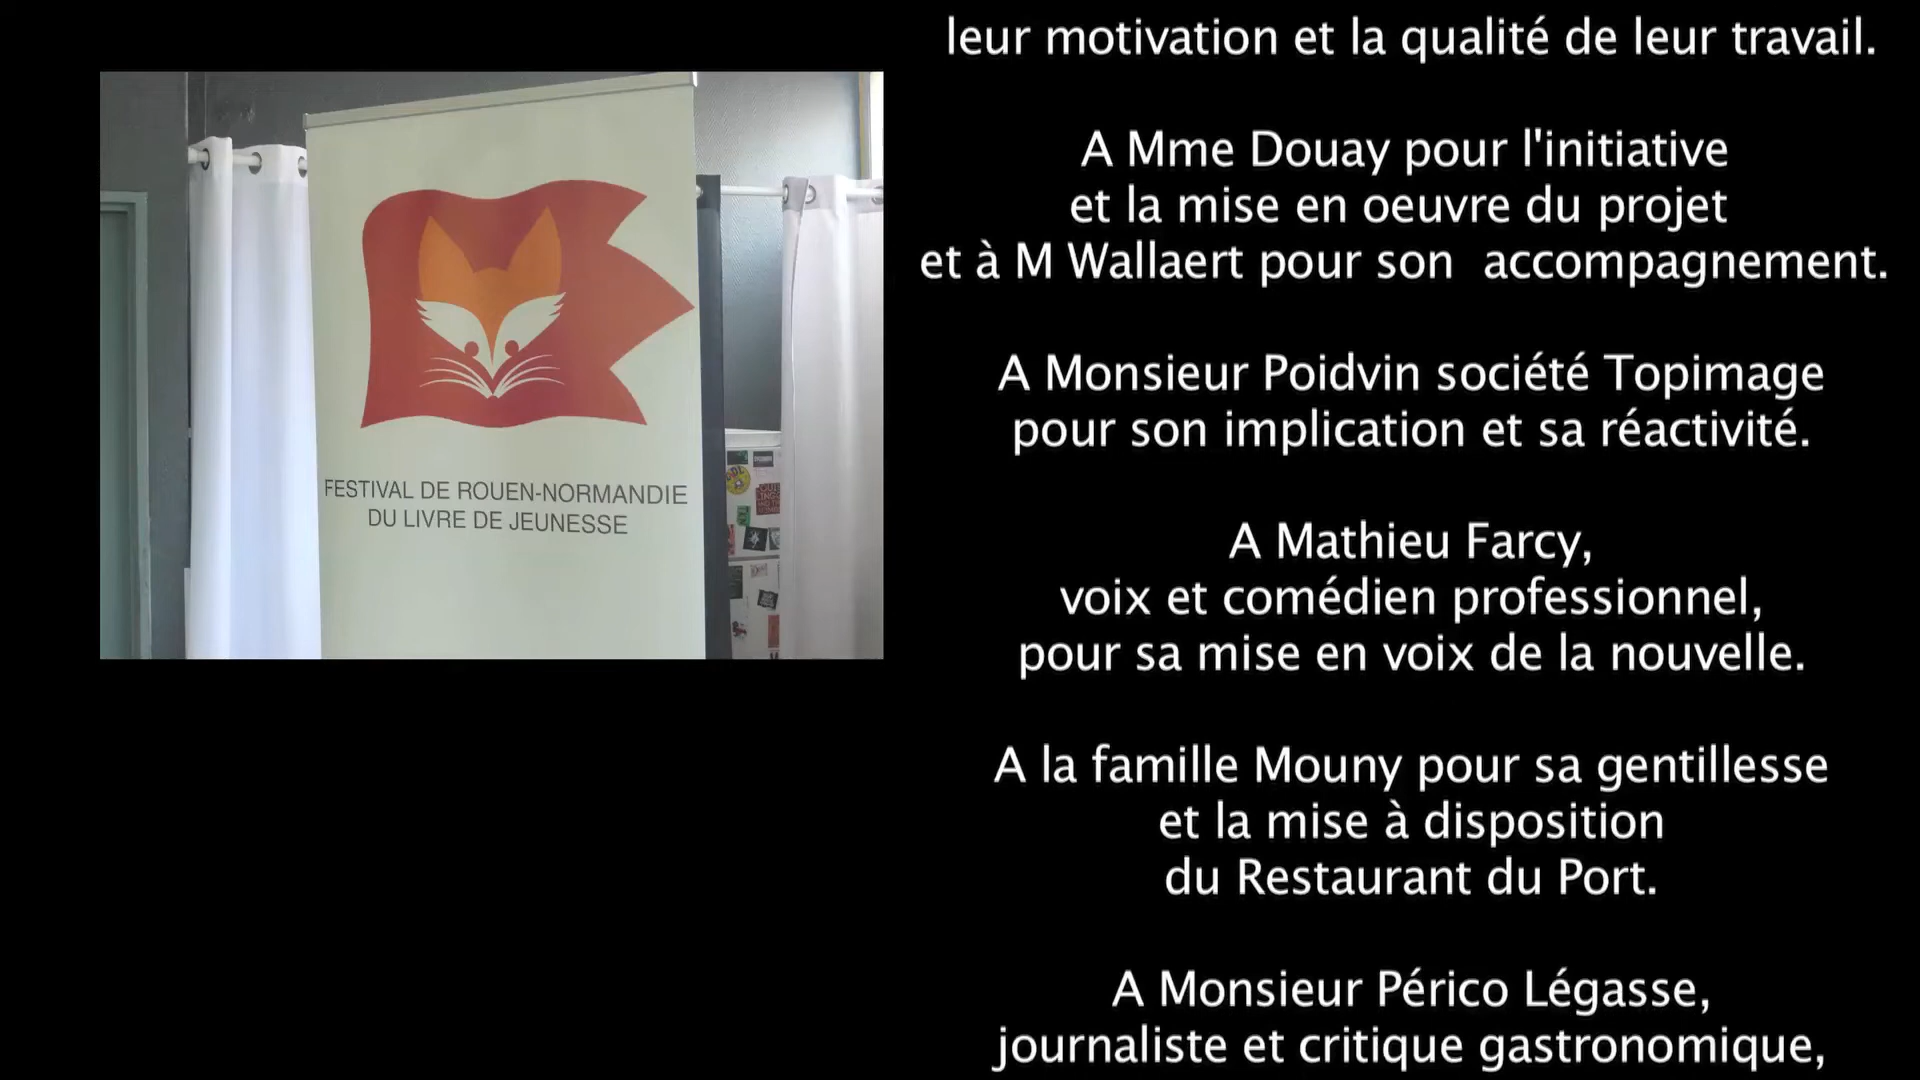 FESTIVAL DE ROUEN-NORMANDIE
DU LIVRE DE JEUNESSE
leur motivation et la qualité de leur travail.
A Mme Douay pour l'initiative
et la mise en oeuvre du projet
et à M Wallaert pour son  accompagnement.
A Monsieur Poidvin société Topimage
pour son implication et sa réactivité.
A Mathieu Farcy,
voix et comédien professionnel,
pour sa mise en voix de la nouvelle.
A la famille Mouny pour sa gentillesse
et la mise à disposition
du Restaurant du Port.
A Monsieur Périco Légasse,
journaliste et critique gastronomique,